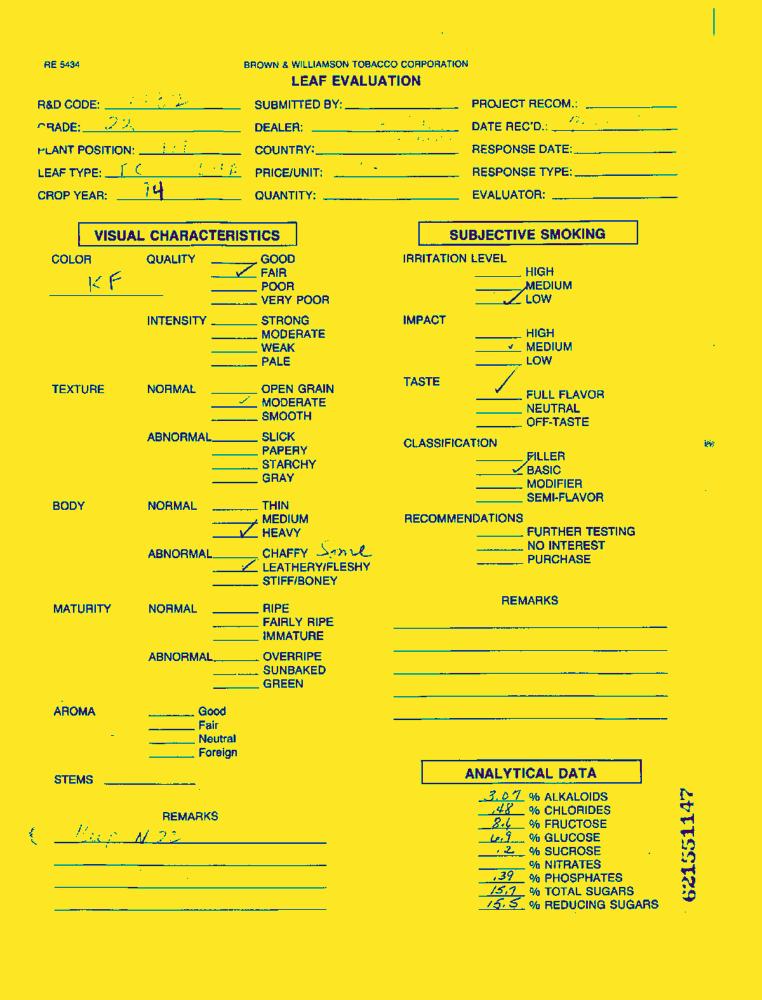 RE 5434
BROWN & WILLIAMSON TOBACCO CORPORATION
LEAF EVALUATION
R&D CODE: SUBMITTED BY: PROJECT RECOM.:
GRADE: 22 DEALER: DATE REC'D.:
PLANT POSITION: COUNTRY: RESPONSE DATE:
LEAF TYPE: FC PRICE/UNIT: RESPONSE TYPE:
CROP YEAR: 74 QUANTITY: EVALUATOR:
VISUAL CHARACTERISTICS
COLOR QUALITY GOOD
KF ✓ FAIR
POOR
VERY POOR
INTENSITY STRONG
MODERATE
WEAK
PALE
TEXTURE NORMAL OPEN GRAIN
✓ MODERATE
SMOOTH
ABNORMAL SLICK
PAPERY
STARCHY
GRAY
BODY NORMAL THIN
MEDIUM
✓ HEAVY
ABNORMAL CHAFFY Some
✓ LEATHERY/FLESHY
STIFF/BONEY
MATURITY NORMAL RIPE
FAIRLY RIPE
IMMATURE
ABNORMAL OVERRIPE
SUNBAKED
GREEN
AROMA Good
Fair
Neutral
Foreign
STEMS
REMARKS
N 22
SUBJECTIVE SMOKING
IRRITATION LEVEL
HIGH
MEDIUM
✓ LOW
IMPACT
HIGH
✓ MEDIUM
LOW
TASTE
✓ FULL FLAVOR
NEUTRAL
OFF-TASTE
CLASSIFICATION
FILLER
✓ BASIC
MODIFIER
SEMI-FLAVOR
RECOMMENDATIONS
FURTHER TESTING
NO INTEREST
PURCHASE
REMARKS
ANALYTICAL DATA
3.07 % ALKALOIDS
.48 % CHLORIDES
8.6 % FRUCTOSE
6.9 % GLUCOSE
.2 % SUCROSE
% NITRATES
.39 % PHOSPHATES
15.7 % TOTAL SUGARS
15.5 % REDUCING SUGARS
621551147